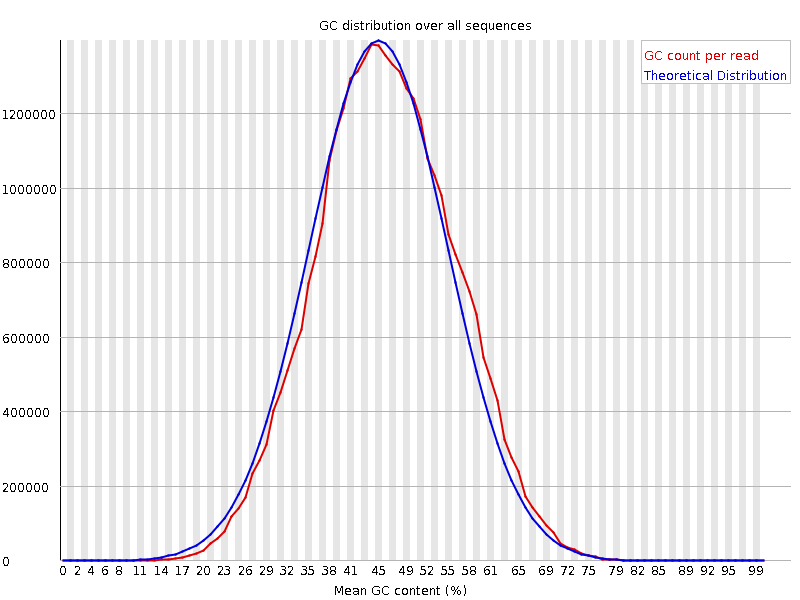 GC distribution over all sequences
GC count per read
Theoretical Distribution
1200000
1000000
800000
600000
400000
200000
0
0 2 4 6 8 11 14 17 20 23 26 29 32 35 38 41 45 49 52 55 58 61 65 69 72 75 79 82 85 89 92 95 99
Mean GC content (%)